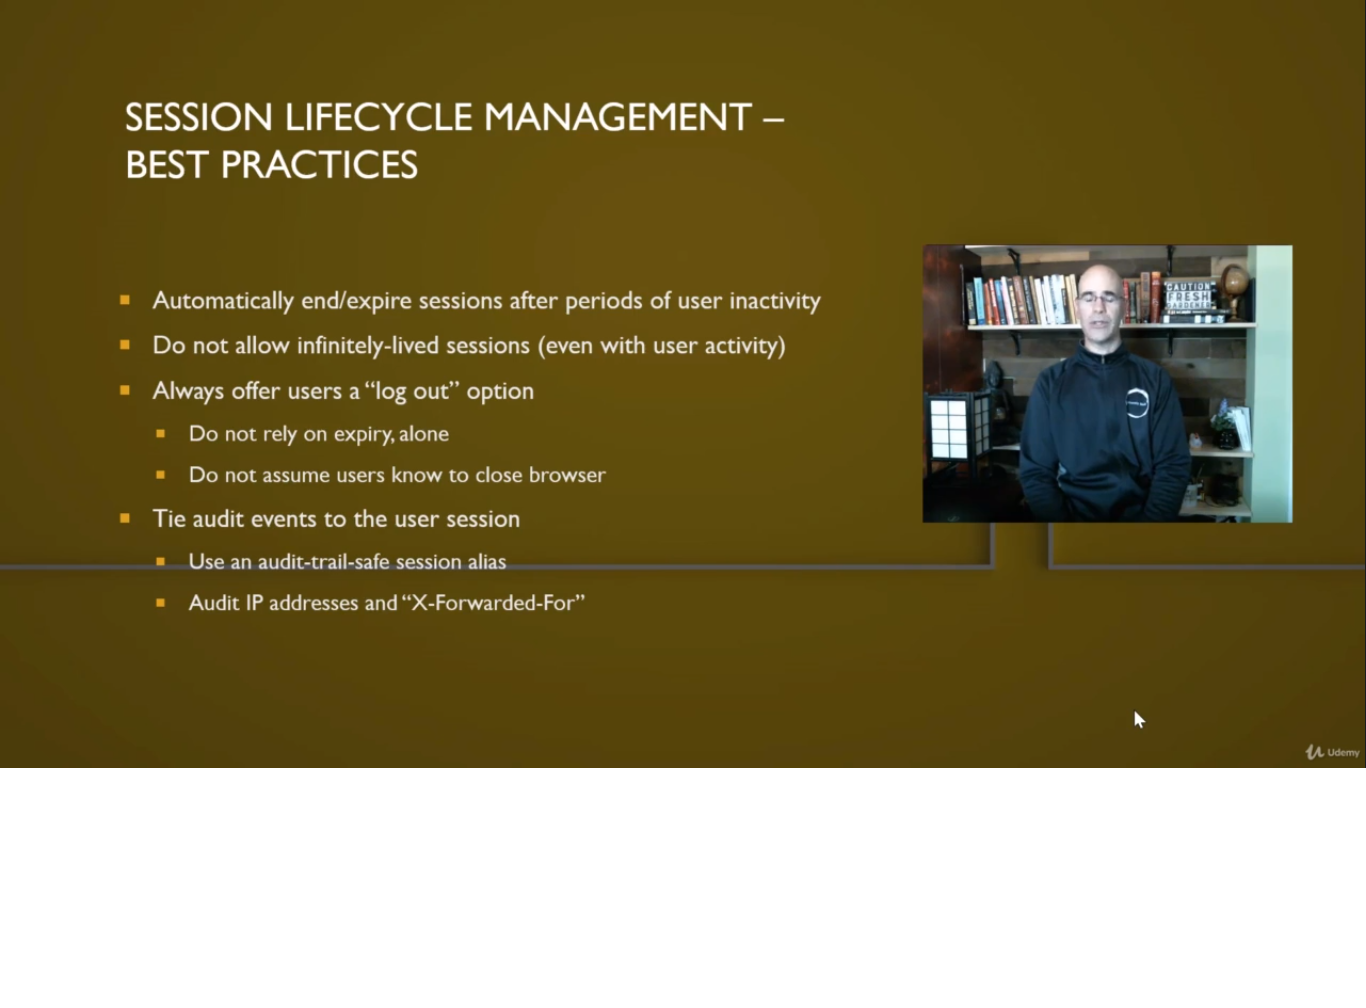 SESSION LIFECYCLE MANAGEMENT –
BEST PRACTICES
Automatically end/expire sessions after periods of user inactivity
Do not allow infinitely-lived sessions (even with user activity)
Always offer users a “log out” option
Do not rely on expiry, alone
Do not assume users know to close browser
Tie audit events to the user session
Use an audit-trail-safe session alias
Audit IP addresses and “X-Forwarded-For”
CAUTION
FRESH
GARDENER
Udemy